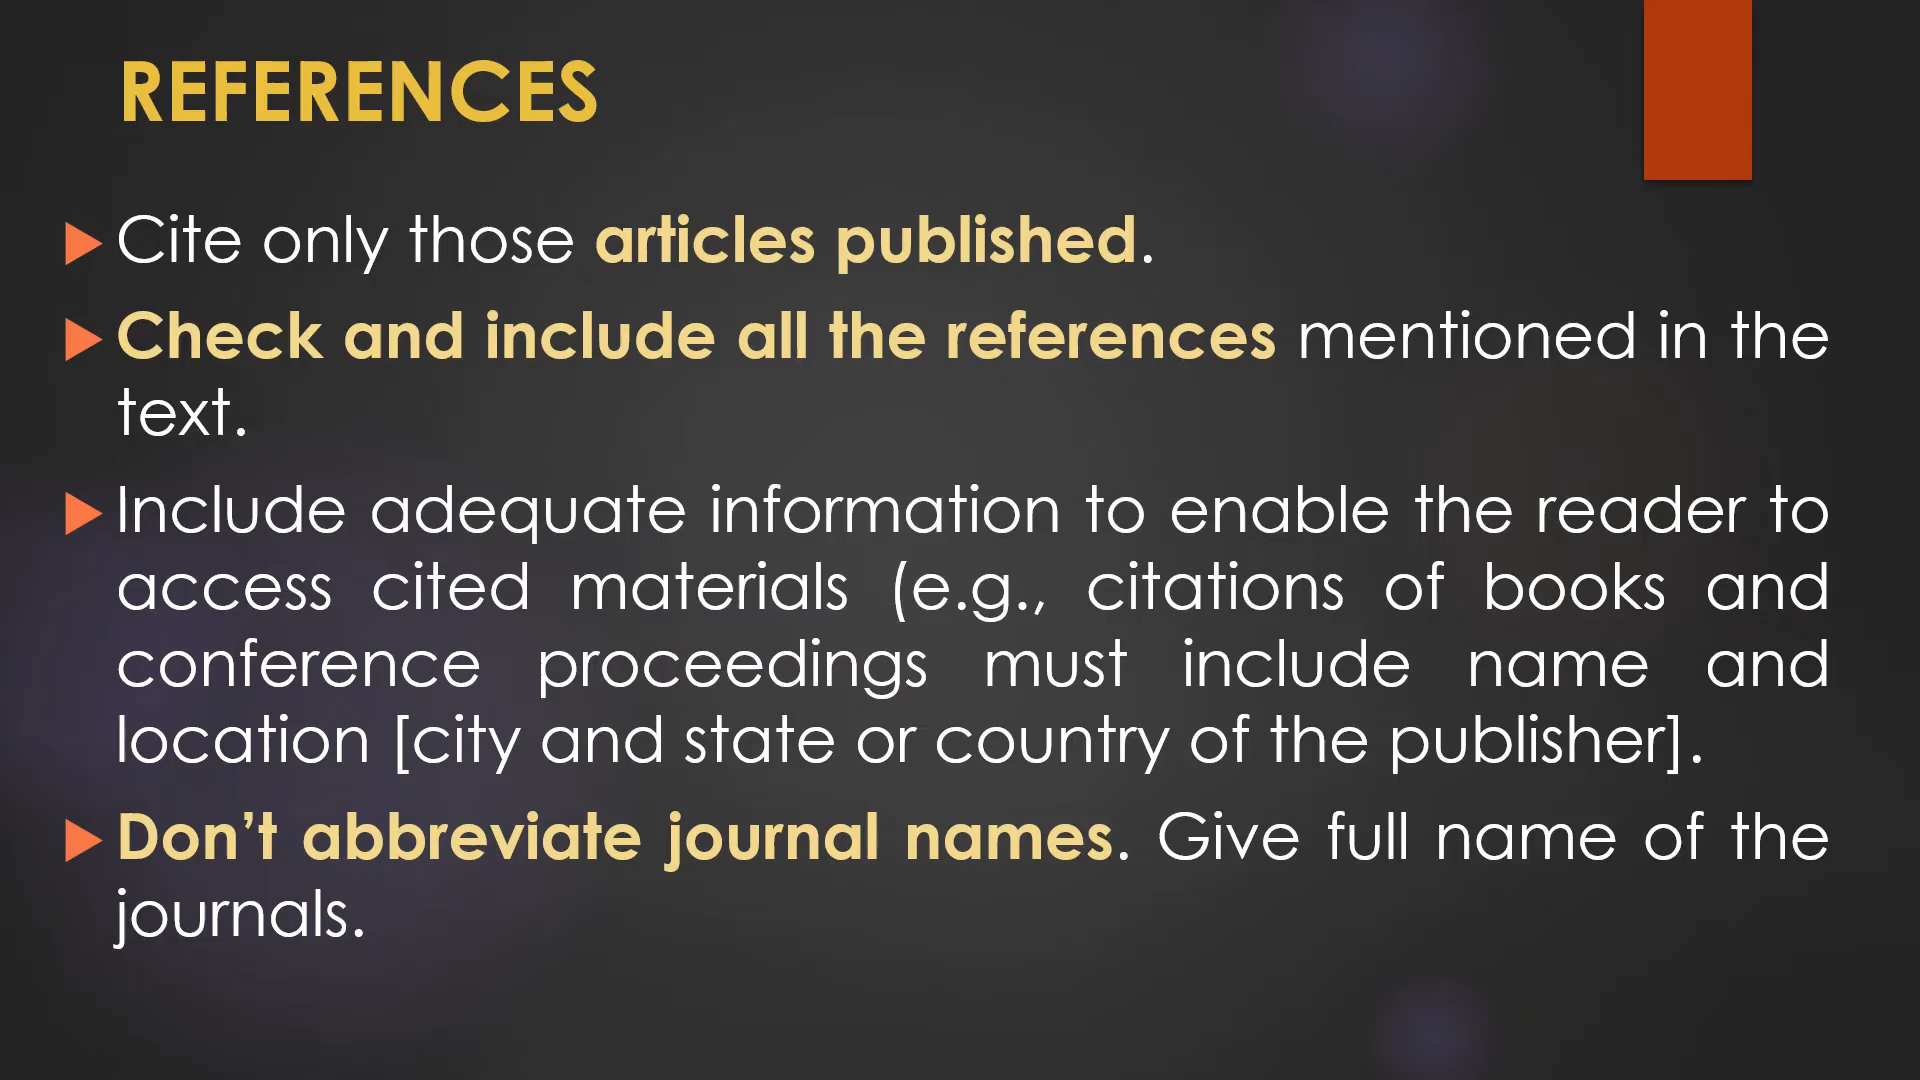 REFERENCES
Cite only those articles published.
Check and include all the references mentioned in the
text.
Include adequate information to enable the reader to
access cited materials (e.g., citations of books and
conference proceedings must include name and
location [city and state or country of the publisher].
Don’t abbreviate journal names. Give full name of the
journals.